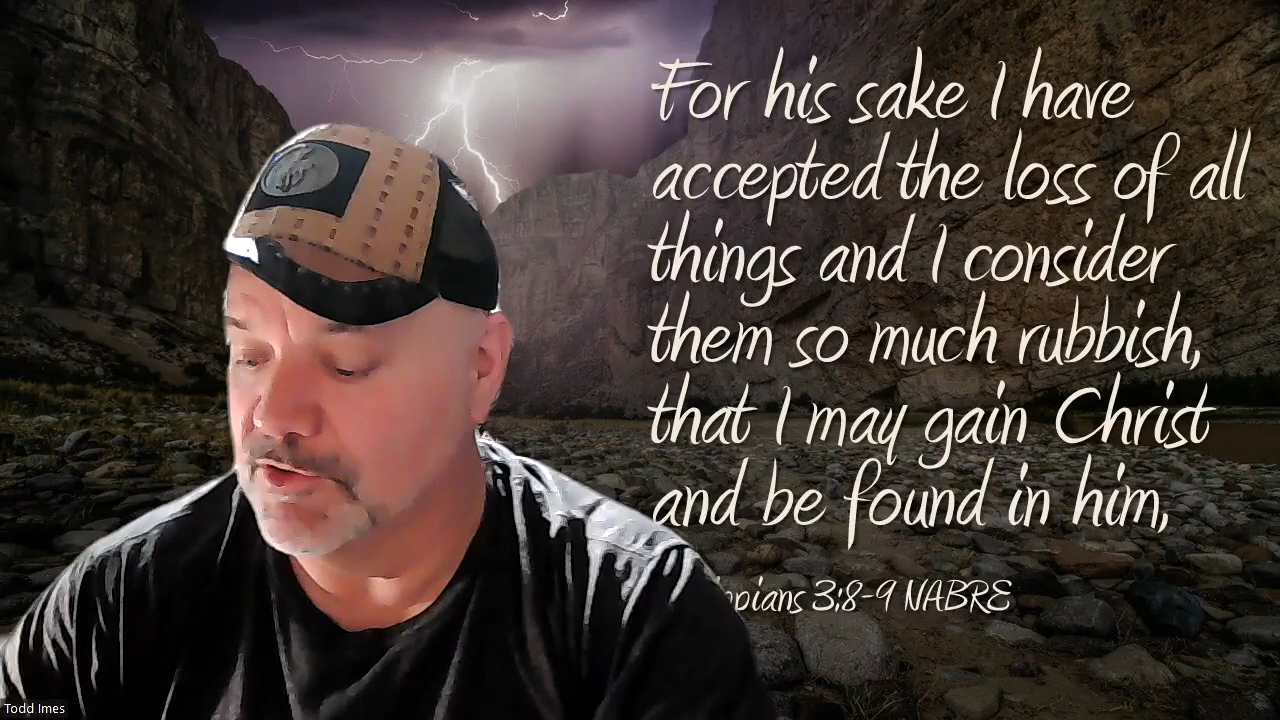 For his sake I have
accepted the loss of all
things and I consider
them so much rubbish,
that I may gain Christ
and be found in him,
3:8-9 NABRE
Todd Imes